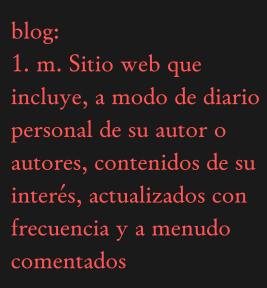 blog:
1. m. Sitio web que
incluye, a modo de diario
personal de su autor o
autores, contenidos de su
interés, actualizados con
frecuencia y a menudo
comentados